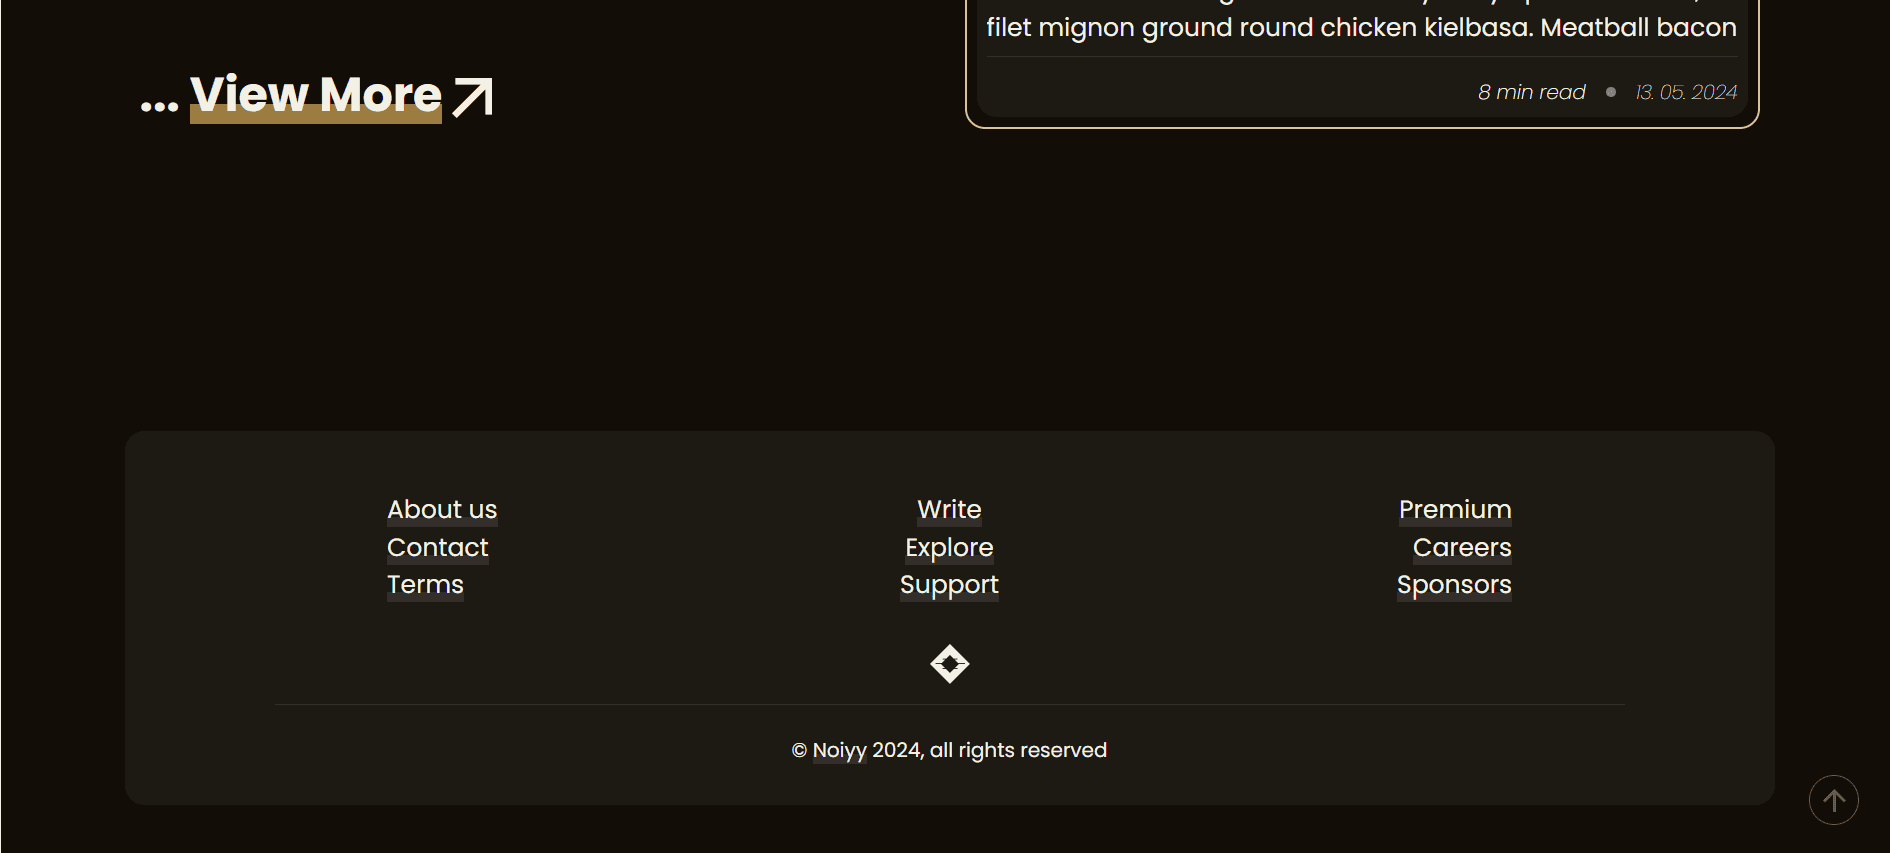 filet mignon ground round chicken kielbasa. Meatball bacon
... View More
8 min read • 13. 05. 2024
About us
Contact
Terms
Write
Explore
Support
Premium
Careers
Sponsors
© Noiyy 2024, all rights reserved